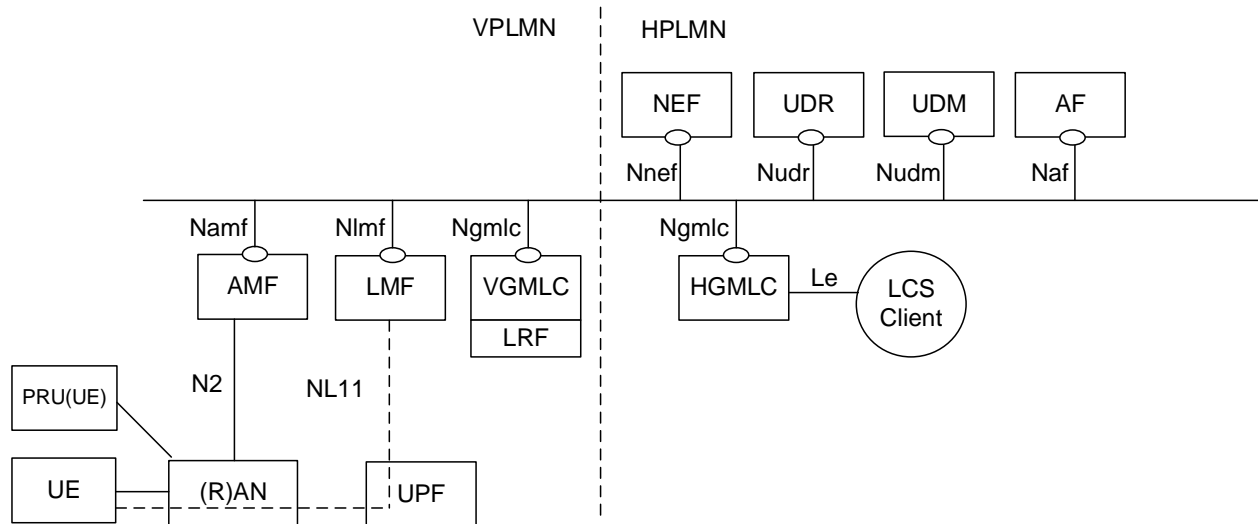 VPLMN
HPLMN
NEF
UDR
UDM
AF
Nnef
Nudr
Nudm
Naf
Namf
Nlmf
Ngmlc
Ngmlc
AMF
LMF
VGMLC
LRF
HGMLC
Le
LCS
Client
N2
NL11
PRU(UE)
UE
(R)AN
UPF